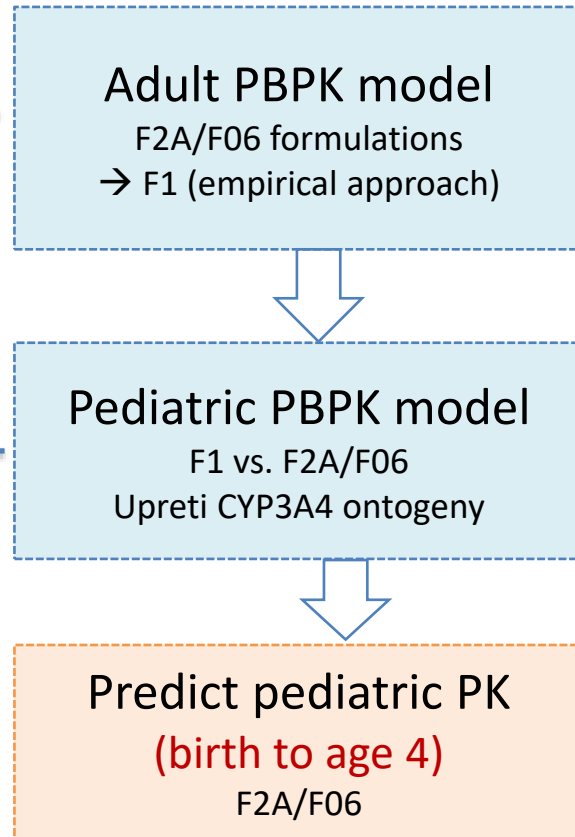 Adult PBPK model
F2A/F06 formulations
→ F1 (empirical approach)
Pediatric PBPK model
F1 vs. F2A/F06
Upreti CYP3A4 ontogeny
Predict pediatric PK
(birth to age 4)
F2A/F06